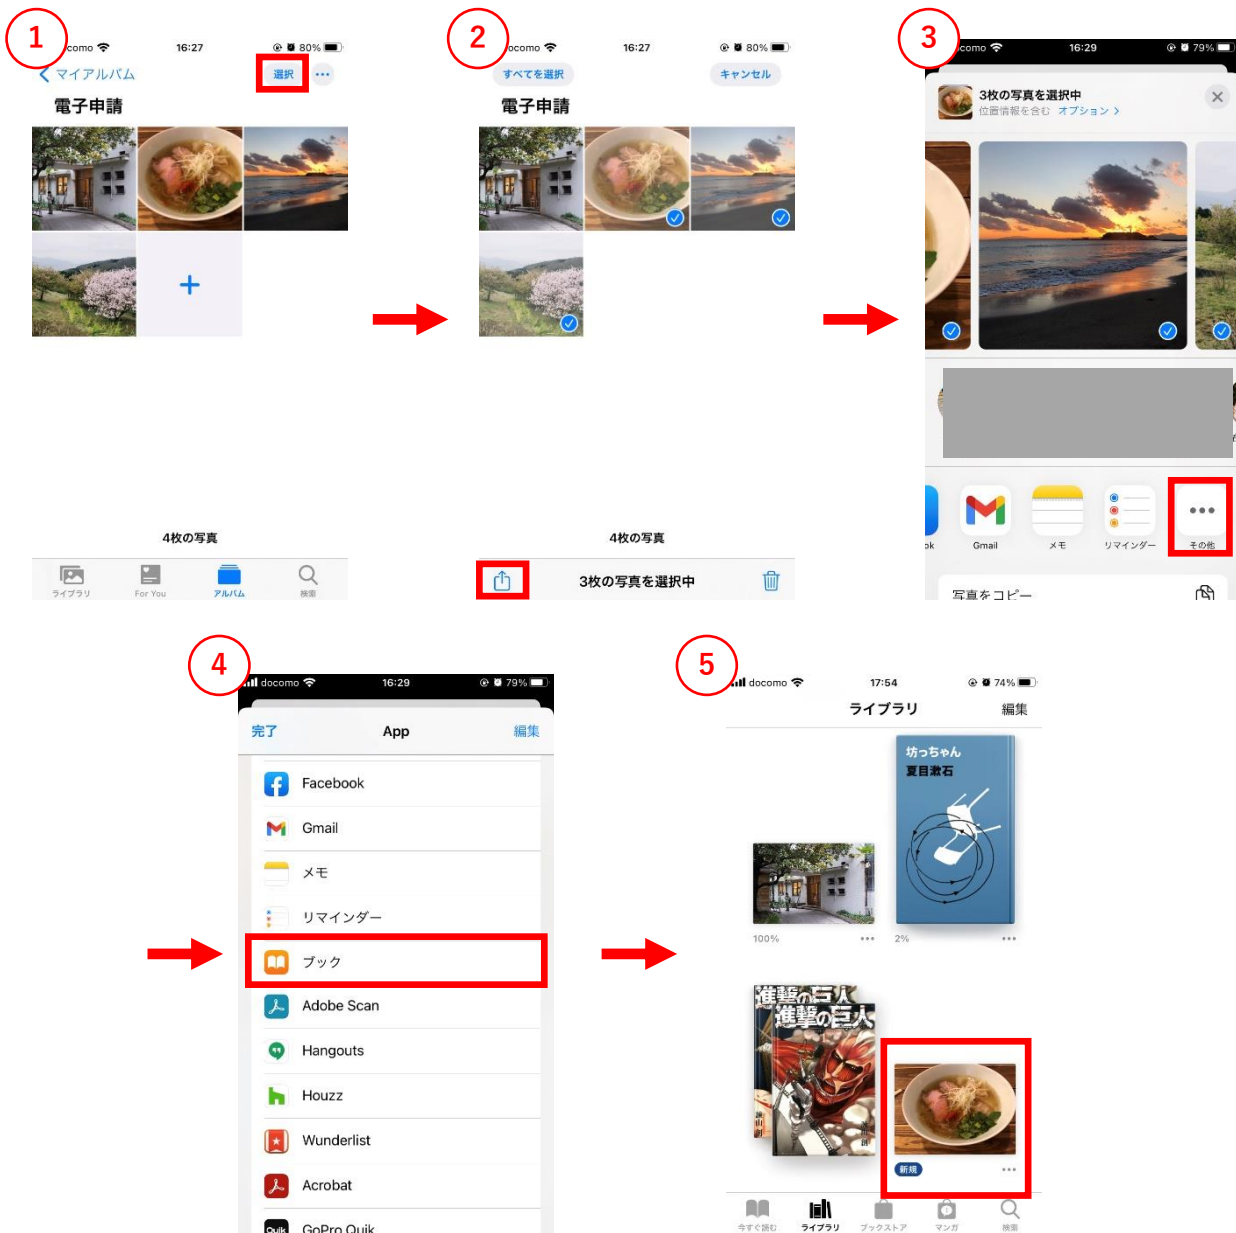 1
como
16:27
80%
マイアルバム
選択
電子申請
4枚の写真
ライブラリ
For You
アルバム
検索
2
ocomo
16:27
80%
すべてを選択
キャンセル
電子申請
4枚の写真
3枚の写真を選択中
3
como
16:29
79%
3枚の写真を選択中
位置情報を含む オプション
ok
Gmail
メモ
リマインダー
その他
写真をコピー
4
docomo
16:29
79%
完了
App
編集
Facebook
Gmail
メモ
リマインダー
ブック
Adobe Scan
Hangouts
Houzz
Wunderlist
Acrobat
Quik
GoPro Quik
5
docomo
17:54
74%
ライブラリ
編集
坊っちゃん
夏目漱石
100%
2%
進撃の巨人
進撃の巨人
諫山創
新規
今すぐ読む
ライブラリ
ブックストア
マンガ
検索